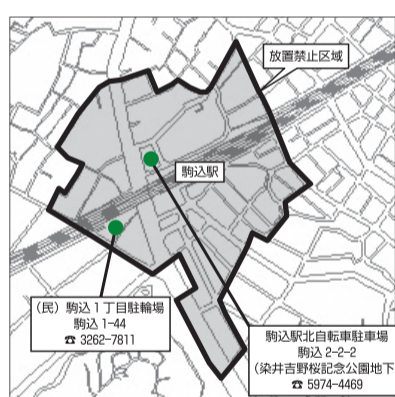 放置禁止区域
駒込駅
(民) 駒込1丁目駐輪場
駒込 1-44
☎ 3262-7811
駒込駅北自転車駐車場
駒込 2-2-2
(染井吉野桜記念公園地下
☎ 5974-4469